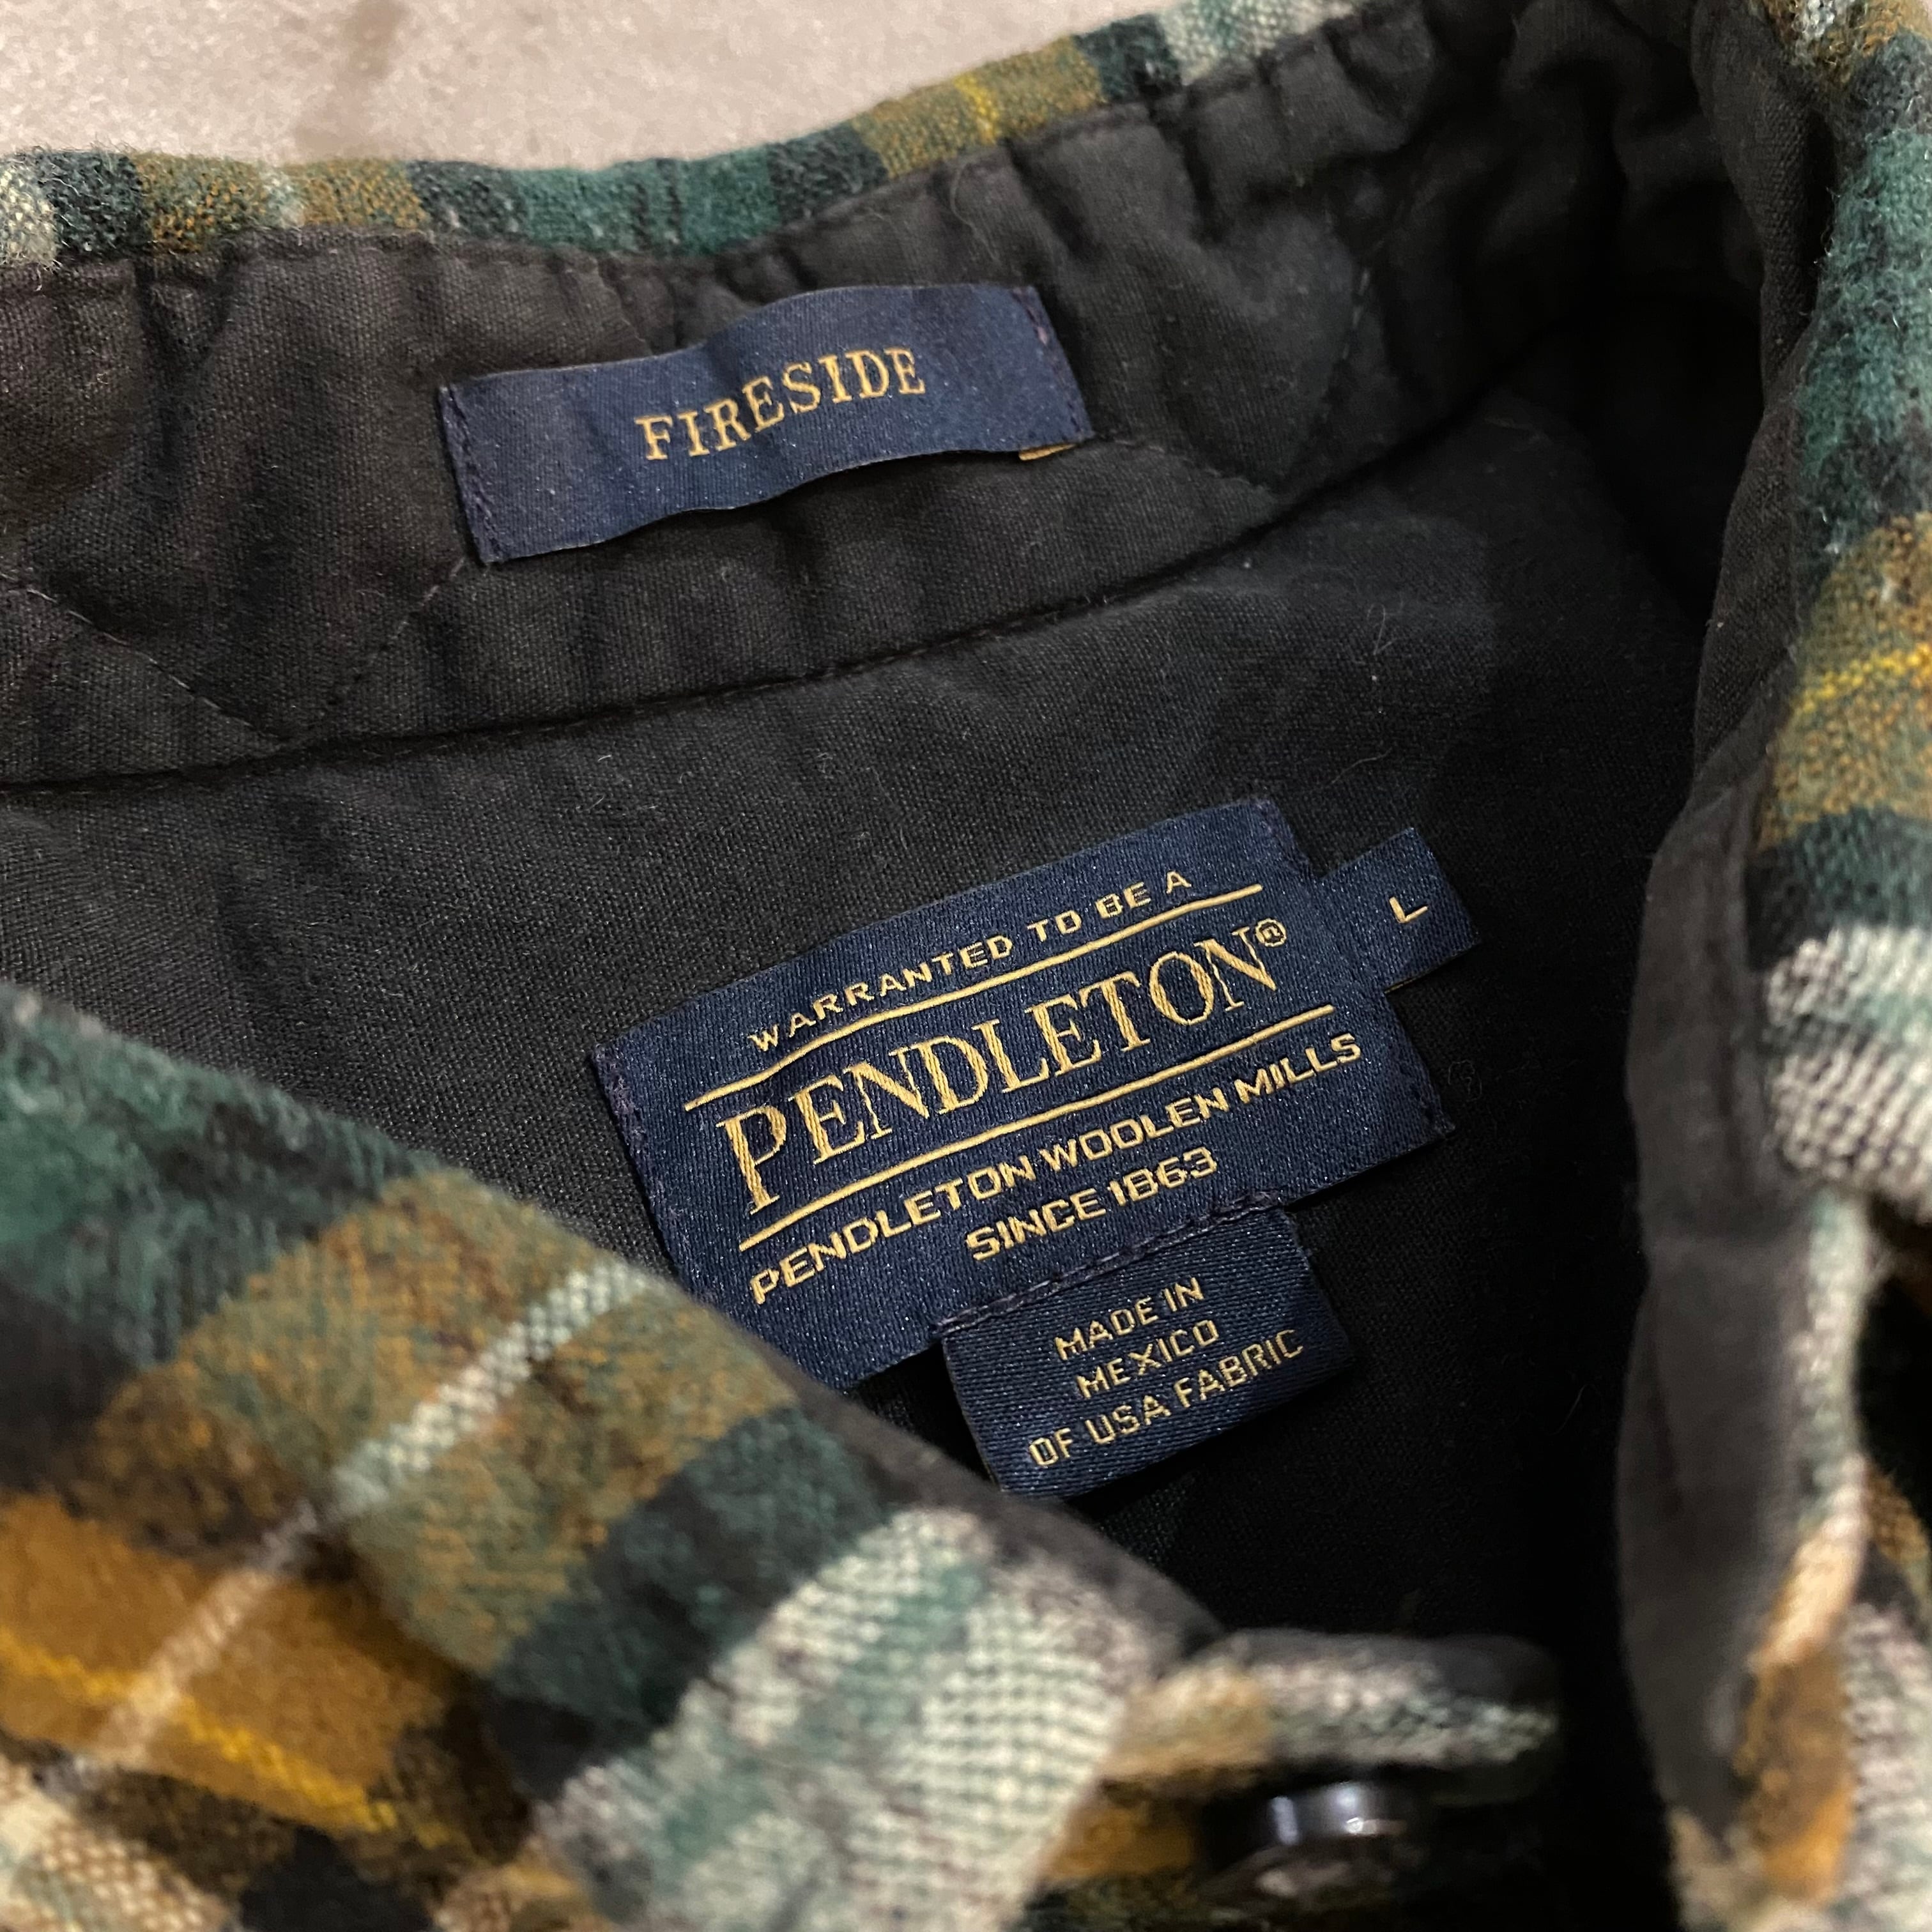 FIRESIDE
WARRANTED TO BE A
PENDLETON®
L
PENDLETON WOOLEN MILLS
SINCE 1863
MADE IN
MEXICO
OF USA FABRIC